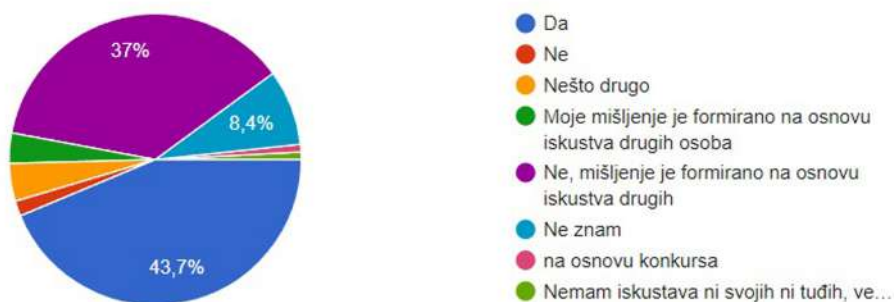 37%
8,4%
43,7%
Da
Ne
Nešto drugo
Moje mišljenje je formirano na osnovu
iskustva drugih osoba
Ne, mišljenje je formirano na osnovu
iskustva drugih
Ne znam
na osnovu konkursa
Nemam iskustava ni svojih ni tuđih, ve...